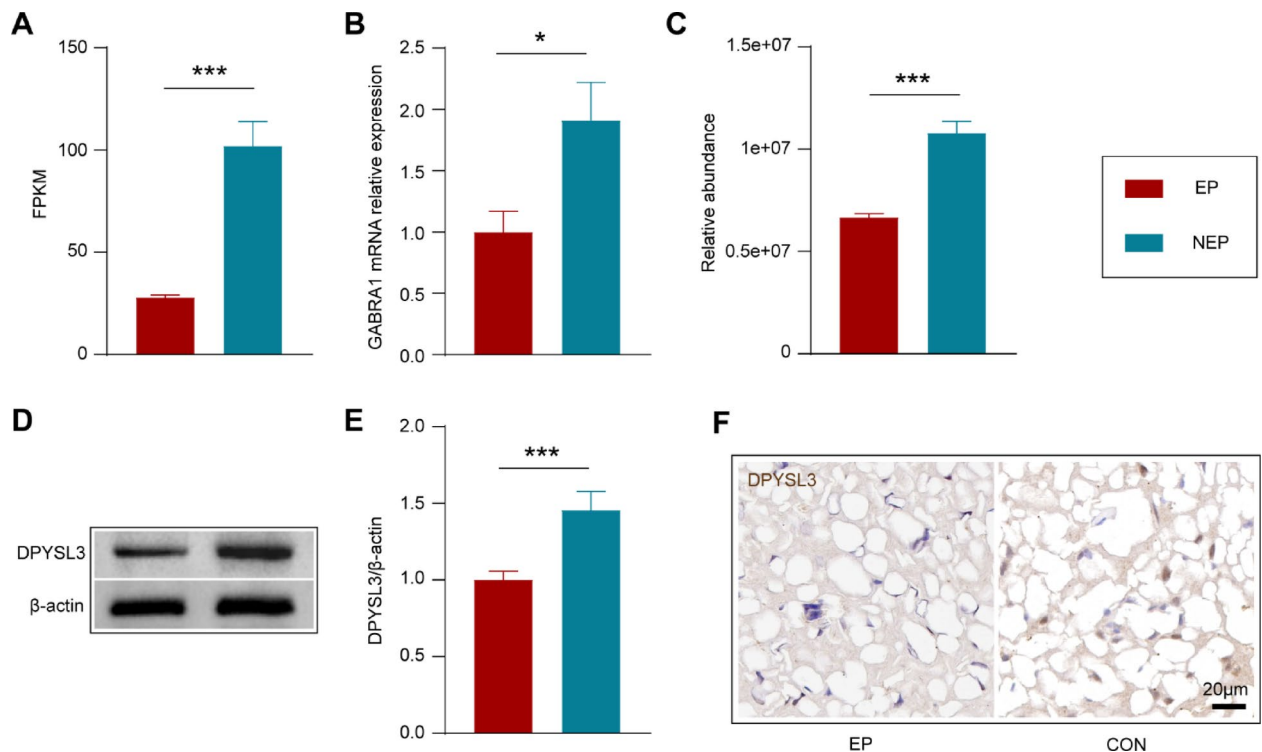 A
150
100
50
0
FPKM
***
B
2.5
2.0
1.5
1.0
0.5
0.0
GABRA1 mRNA relative expression
*
C
1.5e+07
1e+07
0.5e+07
0
Relative abundance
***
EP
NEP
D
DPYSL3
β-actin
E
2.0
1.5
1.0
0.5
0.0
DPYSL3/β-actin
***
F
DPYSL3
20μm
EP
CON